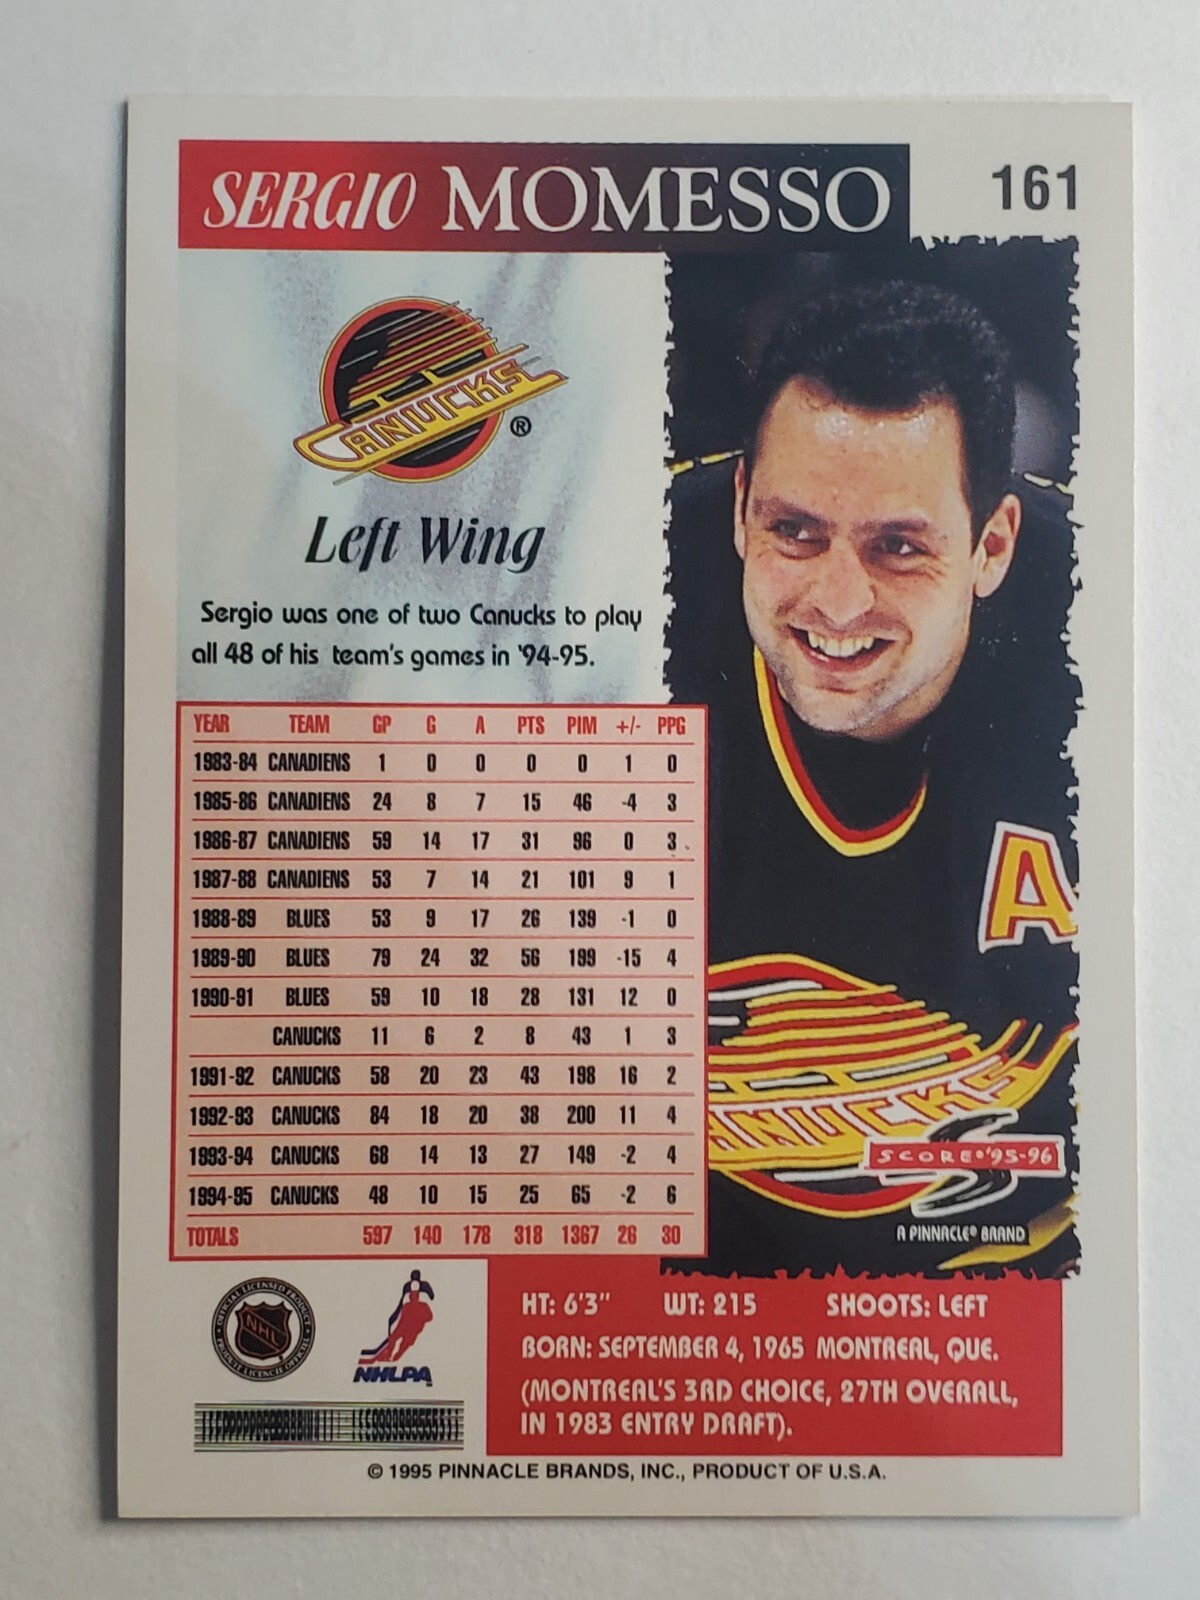 SERGIO MOMESSO
161
CANUCKS ®
Left Wing
Sergio was one of two Canucks to play
all 48 of his team's games in '94-95.
YEAR TEAM GP G A PTS PIM +/- PPG
1983-84 CANADIENS 1 0 0 0 0 1 0
1985-86 CANADIENS 24 8 7 15 46 -4 3
1986-87 CANADIENS 59 14 17 31 96 0 3
1987-88 CANADIENS 53 7 14 21 101 9 1
1988-89 BLUES 53 9 17 26 139 -1 0
1989-90 BLUES 79 24 32 56 199 -15 4
1990-91 BLUES 59 10 18 28 131 12 0
CANUCKS 11 6 2 8 43 1 3
1991-92 CANUCKS 58 20 23 43 198 16 2
1992-93 CANUCKS 84 18 20 38 200 11 4
1993-94 CANUCKS 68 14 13 27 149 -2 4
1994-95 CANUCKS 48 10 15 25 65 -2 6
TOTALS 597 140 178 318 1367 26 30
A
CANUCKS
SCORE® '95-96
A PINNACLE® BRAND
OFFICIAL LICENSED PRODUCT
NHL
PRODUIT LICENCIE OFFICIEL
NHLPA
HT: 6'3" WT: 215 SHOOTS: LEFT
BORN: SEPTEMBER 4, 1965 MONTREAL, QUE.
(MONTREAL'S 3RD CHOICE, 27TH OVERALL,
IN 1983 ENTRY DRAFT).
© 1995 PINNACLE BRANDS, INC., PRODUCT OF U.S.A.